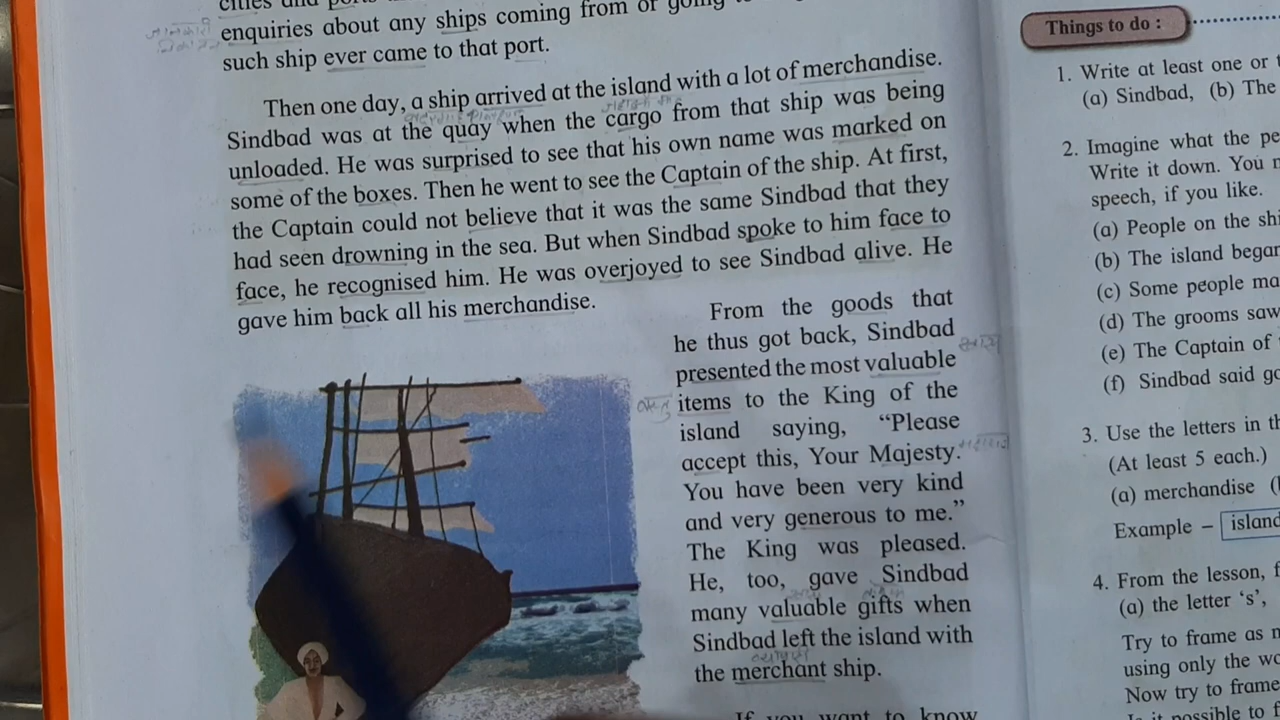 cities and
enquiries about any ships coming from or going to
such ship ever came to that port.
Then one day, a ship arrived at the island with a lot of merchandise.
Sindbad was at the quay when the cargo from that ship was being
unloaded. He was surprised to see that his own name was marked on
some of the boxes. Then he went to see the Captain of the ship. At first,
the Captain could not believe that it was the same Sindbad that they
had seen drowning in the sea. But when Sindbad spoke to him face to
face, he recognised him. He was overjoyed to see Sindbad alive. He
gave him back all his merchandise.
From the goods that
he thus got back, Sindbad
presented the most valuable
items to the King of the
island saying, “Please
accept this, Your Majesty.
You have been very kind
and very generous to me.”
The King was pleased.
He, too, gave Sindbad
many valuable gifts when
Sindbad left the island with
the merchant ship.
If you want to know
Things to do :
1. Write at least one or
(a) Sindbad, (b) The
2. Imagine what the
Write it down. You
speech, if you like.
(a) People on the
(b) The island
(c) Some people
(d) The grooms saw
(e) The Captain of
(f) Sindbad said
3. Use the letters in
(At least 5 each.)
(a) merchandise
Example – island
4. From the lesson,
(a) the letter ‘s’,
Try to frame as
using only the
Now try to frame
Is it possible to